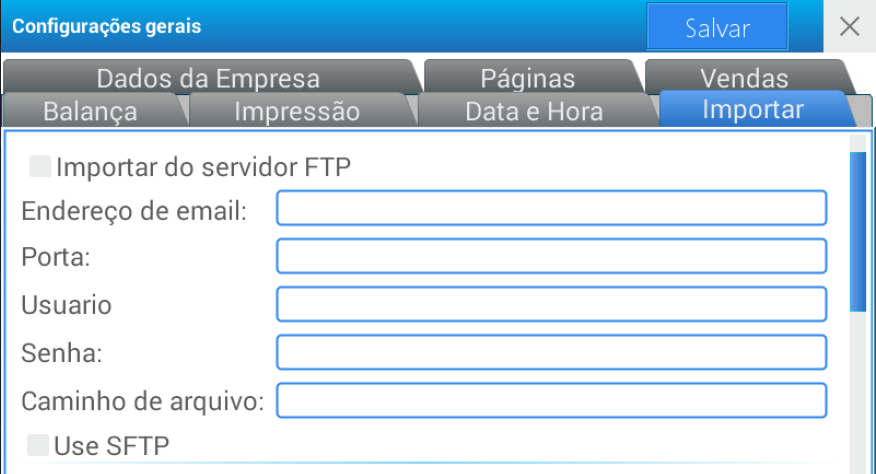 Configurações gerais
Salvar
Dados da Empresa
Páginas
Vendas
Balança
Impressão
Data e Hora
Importar
Importar do servidor FTP
Endereço de email:
Porta:
Usuario
Senha:
Caminho de arquivo:
Use SFTP